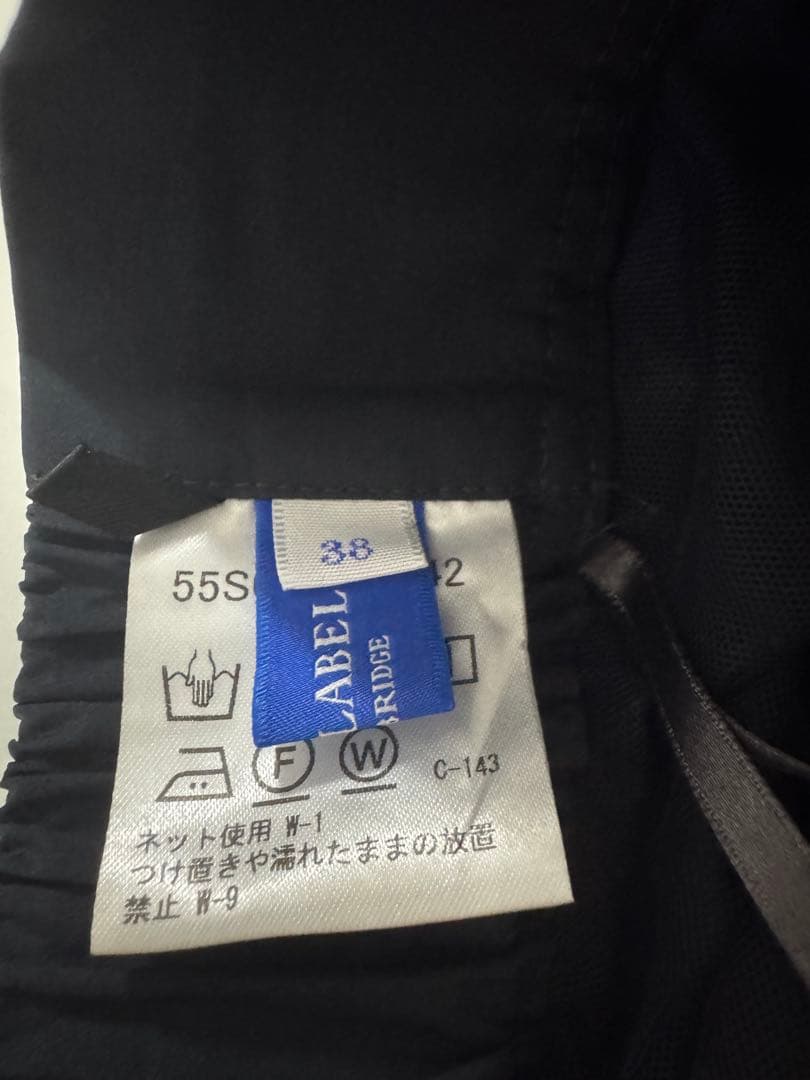 38
55S
42
LABEL
BRIDGE
F W C-143
ネット使用 W-1
つけ置きや濡れたままの放置
禁止 W-9